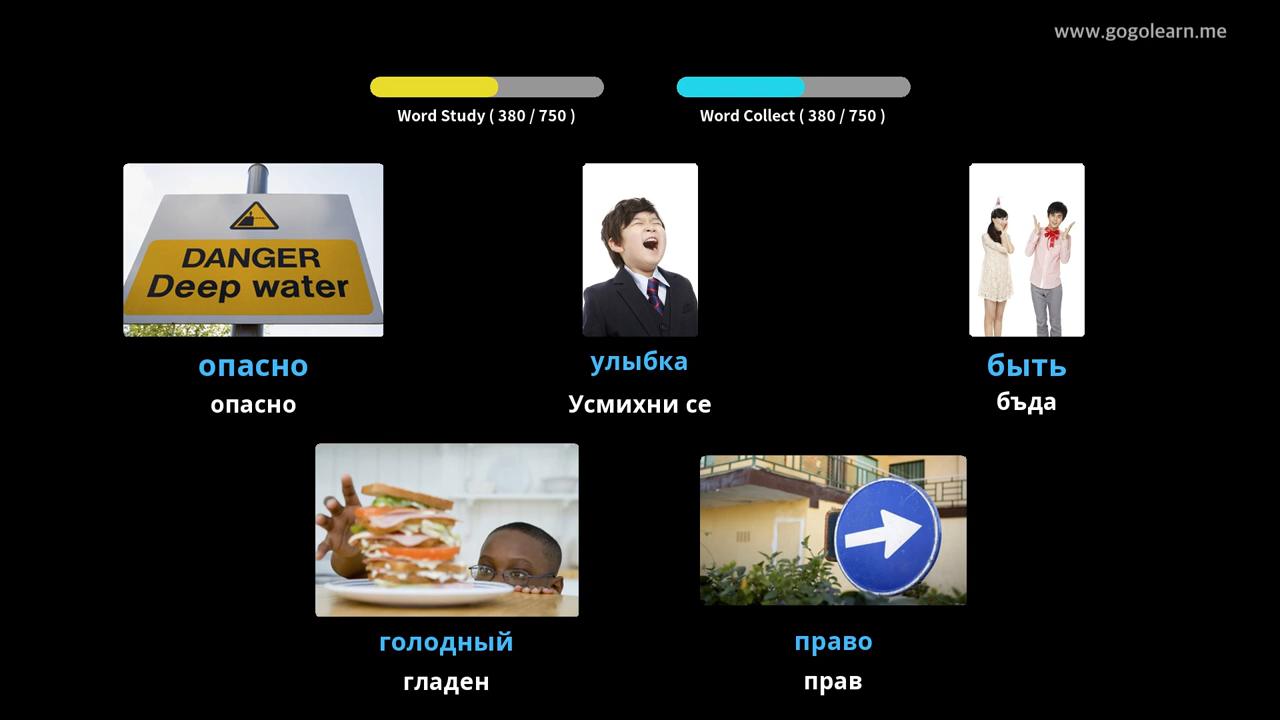 www.gogolearn.me
Word Study ( 380 / 750 )
Word Collect ( 380 / 750 )
DANGER
Deep water
опасно
опасно
улыбка
Усмихни се
быть
бъда
голодный
гладен
право
прав